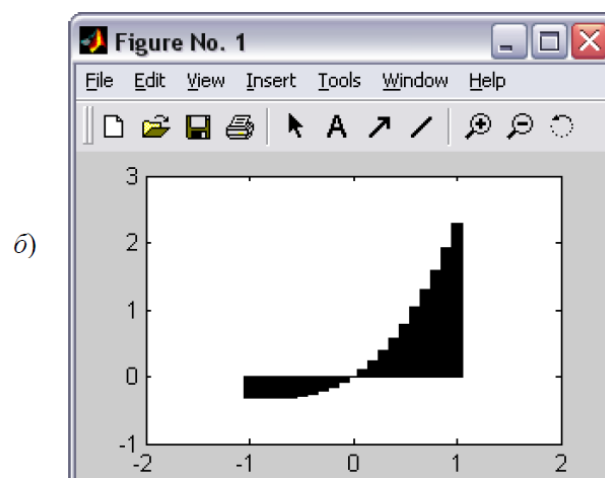 Figure No. 1
File Edit View Insert Tools Window Help
A
3
2
б)
1
0
-1
-2 -1 0 1 2